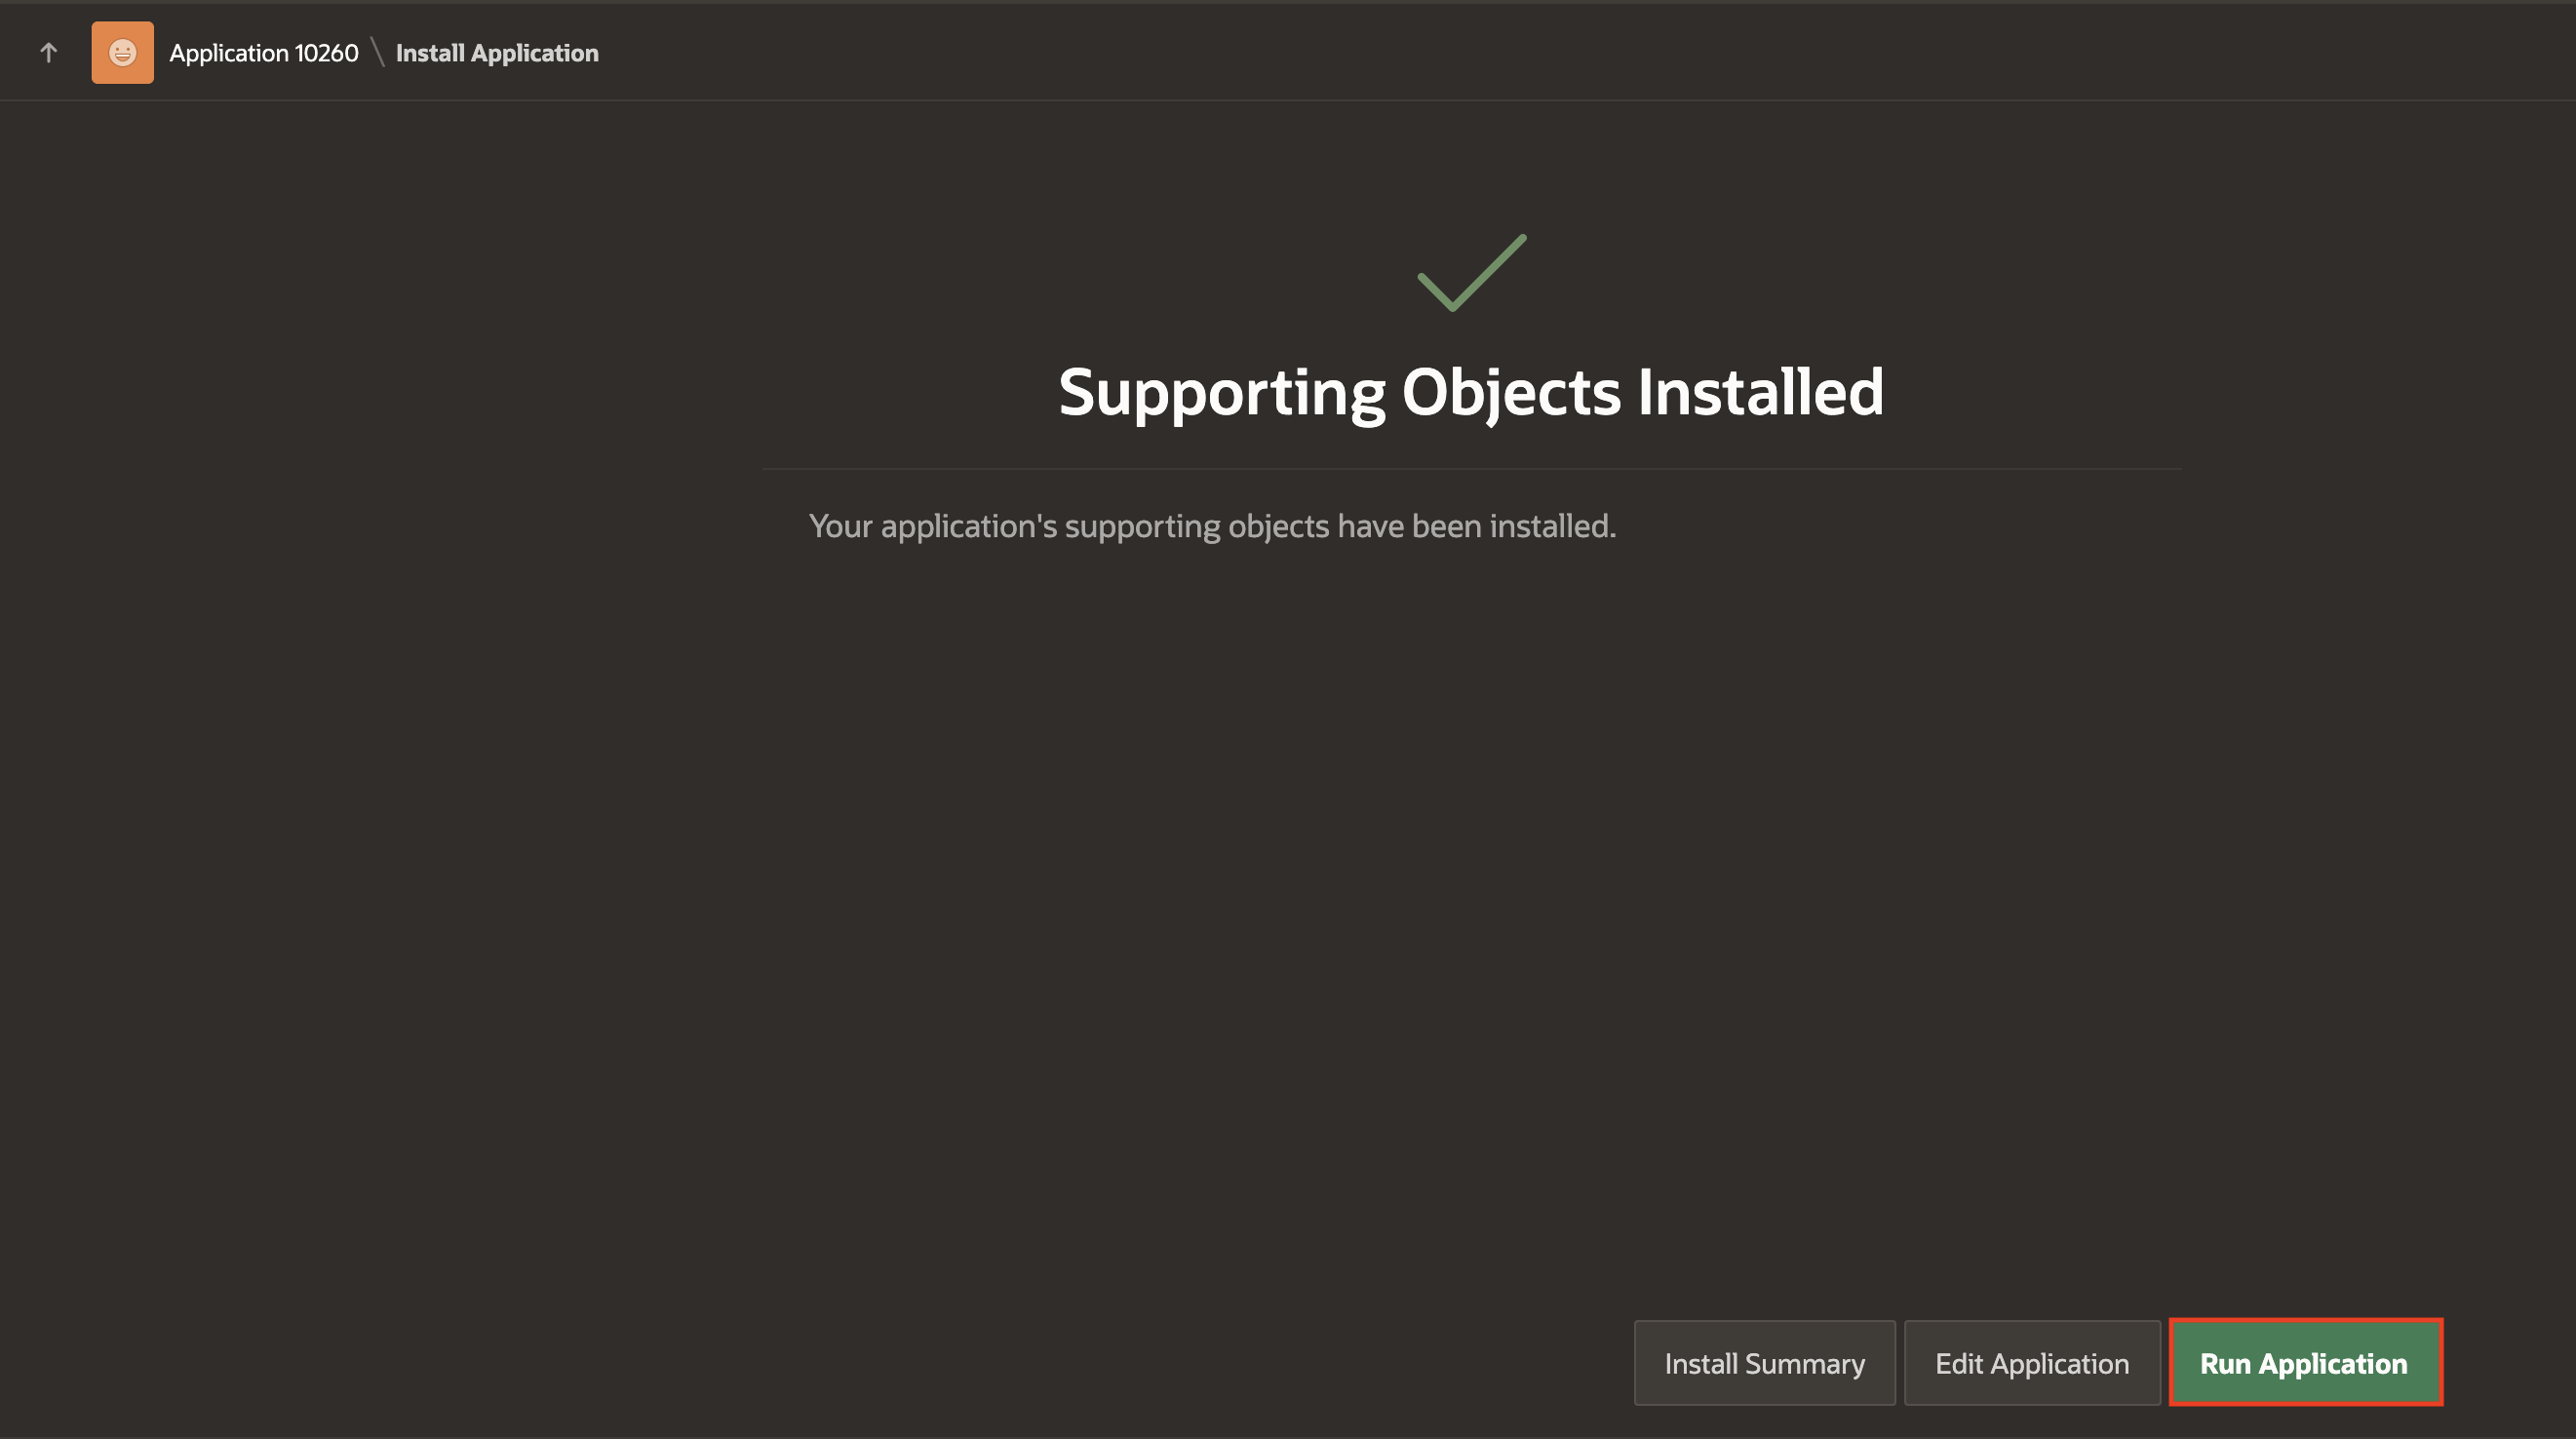 Application 10260 \ Install Application
Supporting Objects Installed
Your application's supporting objects have been installed.
Install Summary Edit Application Run Application